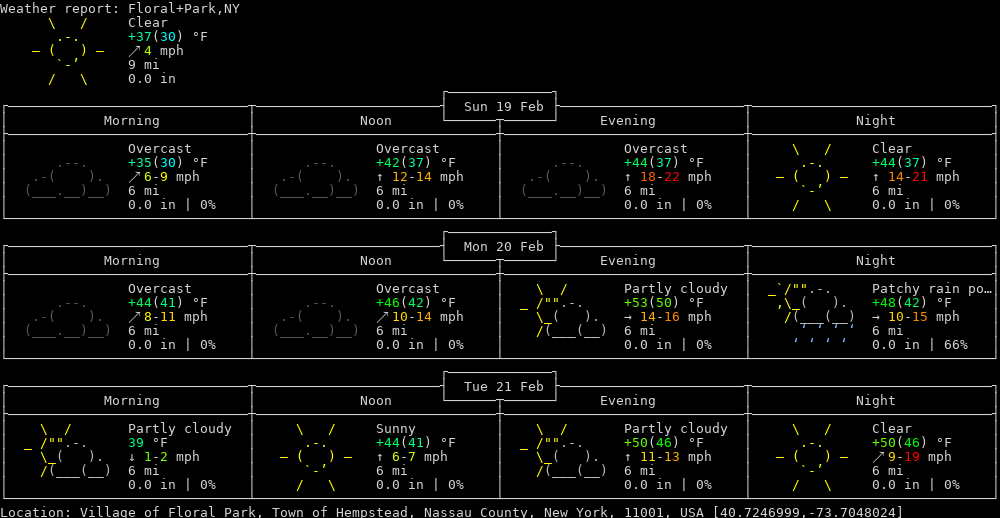 Weather report: Floral+Park,NY
Clear
+37(30) °F
↗ 4 mph
9 mi
0.0 in
Sun 19 Feb
Morning Noon Evening Night
Overcast Overcast Overcast Clear
+35(30) °F +42(37) °F +44(37) °F +44(37) °F
↗ 6-9 mph ↑ 12-14 mph ↑ 18-22 mph ↑ 14-21 mph
6 mi 6 mi 6 mi 6 mi
0.0 in | 0% 0.0 in | 0% 0.0 in | 0% 0.0 in | 0%
Mon 20 Feb
Morning Noon Evening Night
Overcast Overcast Partly cloudy Patchy rain po…
+44(41) °F +46(42) °F +53(50) °F +48(42) °F
↗ 8-11 mph ↗ 10-14 mph → 14-16 mph → 10-15 mph
6 mi 6 mi 6 mi 6 mi
0.0 in | 0% 0.0 in | 0% 0.0 in | 0% 0.0 in | 66%
Tue 21 Feb
Morning Noon Evening Night
Partly cloudy Sunny Partly cloudy Clear
39 °F +44(41) °F +50(46) °F +50(46) °F
↓ 1-2 mph ↑ 6-7 mph ↑ 11-13 mph ↗ 9-19 mph
6 mi 6 mi 6 mi 6 mi
0.0 in | 0% 0.0 in | 0% 0.0 in | 0% 0.0 in | 0%
Location: Village of Floral Park, Town of Hempstead, Nassau County, New York, 11001, USA [40.7246999,-73.7048024]